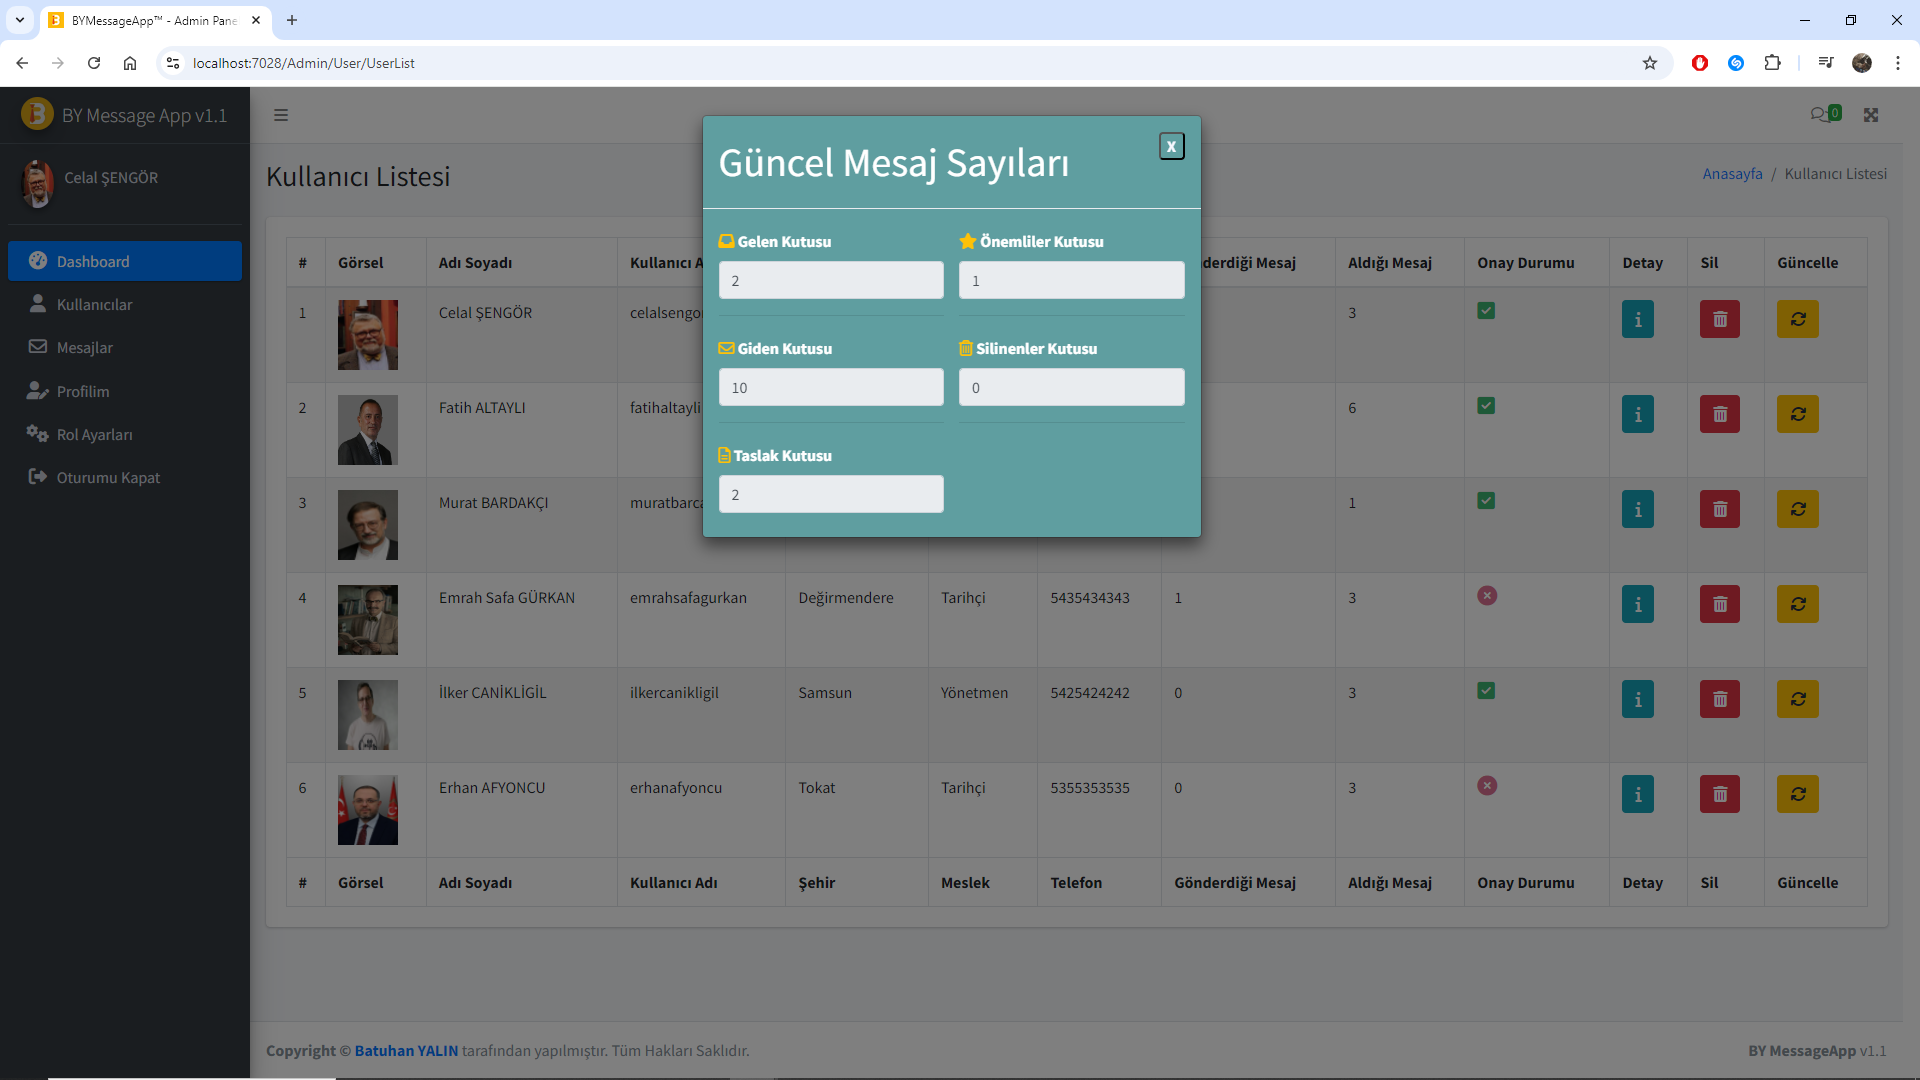 BYMessageApp™ - Admin Pane
localhost:7028/Admin/User/UserList
BY Message App v1.1
0
Celal ŞENGÖR
Dashboard
Kullanıcılar
Mesajlar
Profilim
Rol Ayarları
Oturumu Kapat
Kullanıcı Listesi
Anasayfa / Kullanıcı Listesi
Güncel Mesaj Sayıları
X
Gelen Kutusu
2
Önemliler Kutusu
1
Giden Kutusu
10
Silinenler Kutusu
0
Taslak Kutusu
2
# Görsel Adı Soyadı Kullanıcı A nderdiği Mesaj Aldığı Mesaj Onay Durumu Detay Sil Güncelle
1 Celal ŞENGÖR celalsengo 3
2 Fatih ALTAYLI fatihaltayli 6
3 Murat BARDAKÇI muratbarca 1
4 Emrah Safa GÜRKAN emrahsafagurkan Değirmendere Tarihçi 5435434343 1 3
5 İlker CANİKLİGİL ilkercanikligil Samsun Yönetmen 5425424242 0 3
6 Erhan AFYONCU erhanafyoncu Tokat Tarihçi 5355353535 0 3
# Görsel Adı Soyadı Kullanıcı Adı Şehir Meslek Telefon Gönderdiği Mesaj Aldığı Mesaj Onay Durumu Detay Sil Güncelle
Copyright © Batuhan YALIN tarafından yapılmıştır. Tüm Hakları Saklıdır.
BY MessageApp v1.1